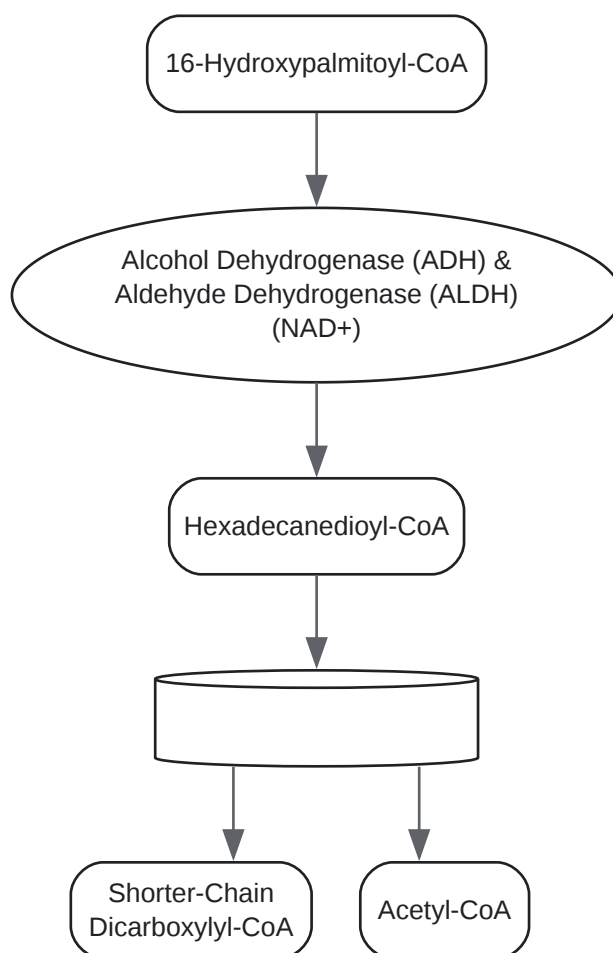 16-Hydroxypalmitoyl-CoA
Alcohol Dehydrogenase (ADH) &
Aldehyde Dehydrogenase (ALDH)
(NAD+)
Hexadecanedioyl-CoA
Shorter-Chain
Dicarboxylyl-CoA
Acetyl-CoA